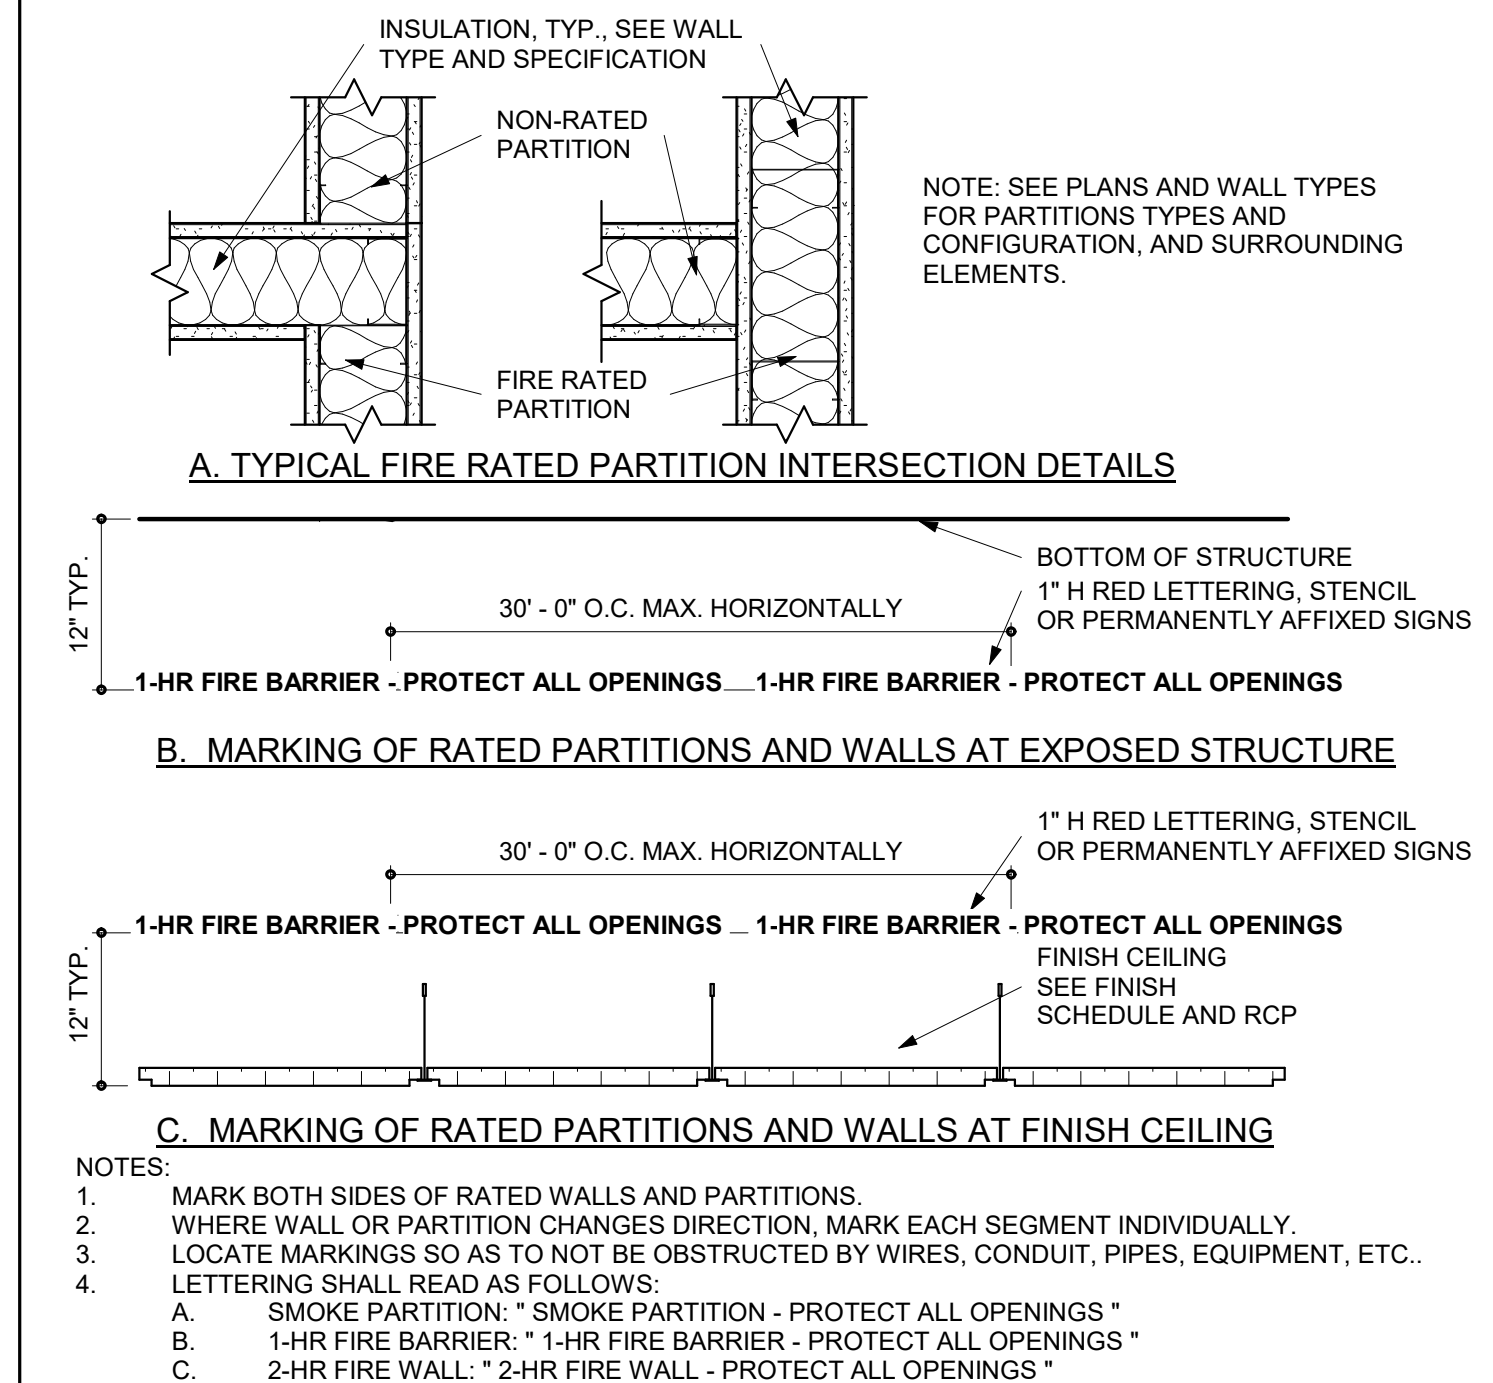 INSULATION, TYP., SEE WALL
TYPE AND SPECIFICATION
NON-RATED
PARTITION
NOTE: SEE PLANS AND WALL TYPES
FOR PARTITIONS TYPES AND
CONFIGURATION, AND SURROUNDING
ELEMENTS.
FIRE RATED
PARTITION
A. TYPICAL FIRE RATED PARTITION INTERSECTION DETAILS
12" TYP.
BOTTOM OF STRUCTURE
1" H RED LETTERING, STENCIL
OR PERMANENTLY AFFIXED SIGNS
30' - 0" O.C. MAX. HORIZONTALLY
1-HR FIRE BARRIER - PROTECT ALL OPENINGS 1-HR FIRE BARRIER - PROTECT ALL OPENINGS
B. MARKING OF RATED PARTITIONS AND WALLS AT EXPOSED STRUCTURE
1" H RED LETTERING, STENCIL
OR PERMANENTLY AFFIXED SIGNS
30' - 0" O.C. MAX. HORIZONTALLY
1-HR FIRE BARRIER - PROTECT ALL OPENINGS 1-HR FIRE BARRIER - PROTECT ALL OPENINGS
12" TYP.
FINISH CEILING
SEE FINISH
SCHEDULE AND RCP
C. MARKING OF RATED PARTITIONS AND WALLS AT FINISH CEILING
NOTES:
1. MARK BOTH SIDES OF RATED WALLS AND PARTITIONS.
2. WHERE WALL OR PARTITION CHANGES DIRECTION, MARK EACH SEGMENT INDIVIDUALLY.
3. LOCATE MARKINGS SO AS TO NOT BE OBSTRUCTED BY WIRES, CONDUIT, PIPES, EQUIPMENT, ETC..
4. LETTERING SHALL READ AS FOLLOWS:
A. SMOKE PARTITION: " SMOKE PARTITION - PROTECT ALL OPENINGS "
B. 1-HR FIRE BARRIER: " 1-HR FIRE BARRIER - PROTECT ALL OPENINGS "
C. 2-HR FIRE WALL: " 2-HR FIRE WALL - PROTECT ALL OPENINGS "